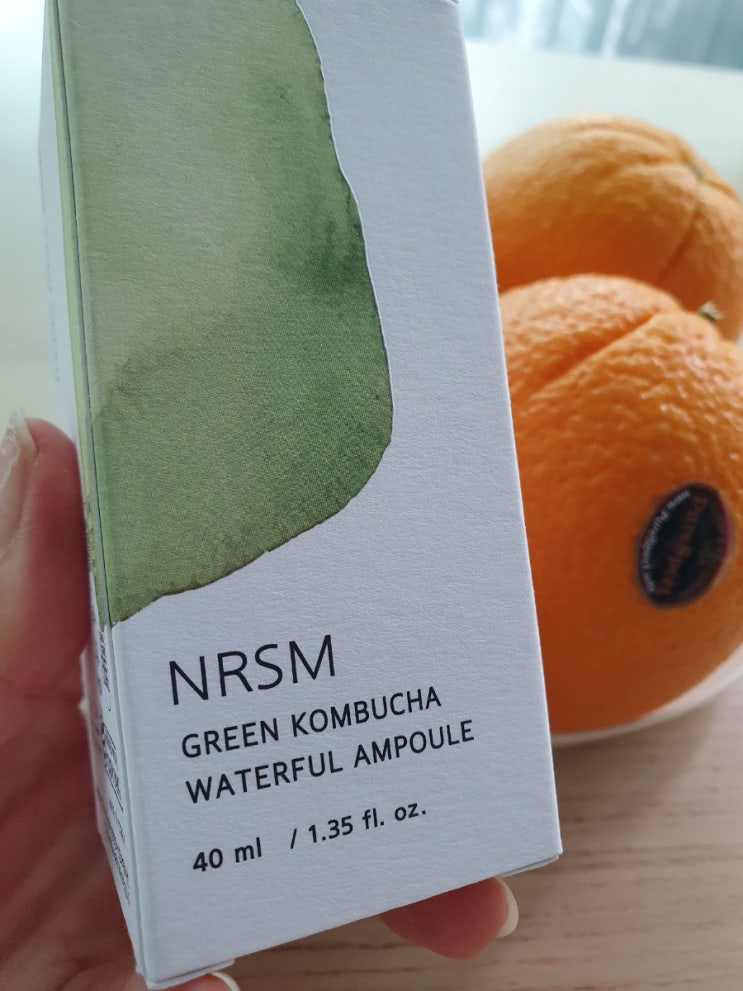 NRSM
GREEN KOMBUCHA
WATERFUL AMPOULE
40 ml / 1.35 fl. oz.